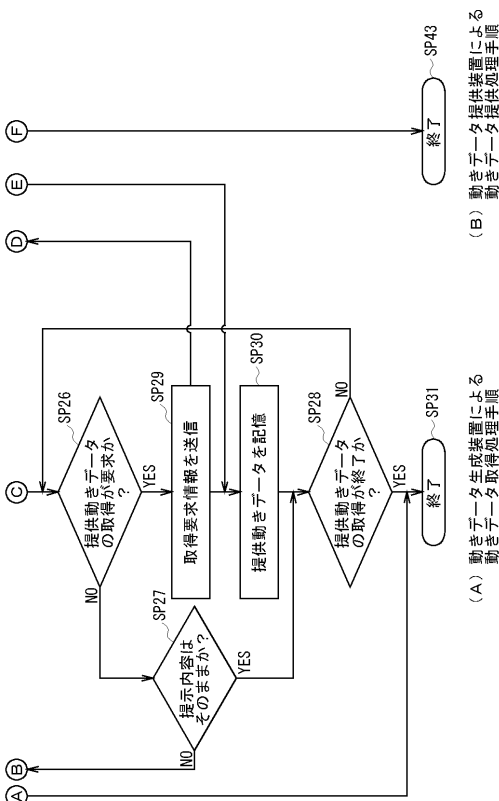 A
B
C
D
E
F
SP26
提供動きデータ
の取得が要求か
?
NO
YES
SP27
提示内容は
そのままか?
NO
YES
SP29
取得要求情報を送信
SP30
提供動きデータを記憶
SP28
提供動きデータ
の取得が終了か
?
NO
YES
SP31
終了
SP43
終了
(A) 動きデータ生成装置による
動きデータ取得処理手順
(B) 動きデータ提供装置による
動きデータ提供処理手順